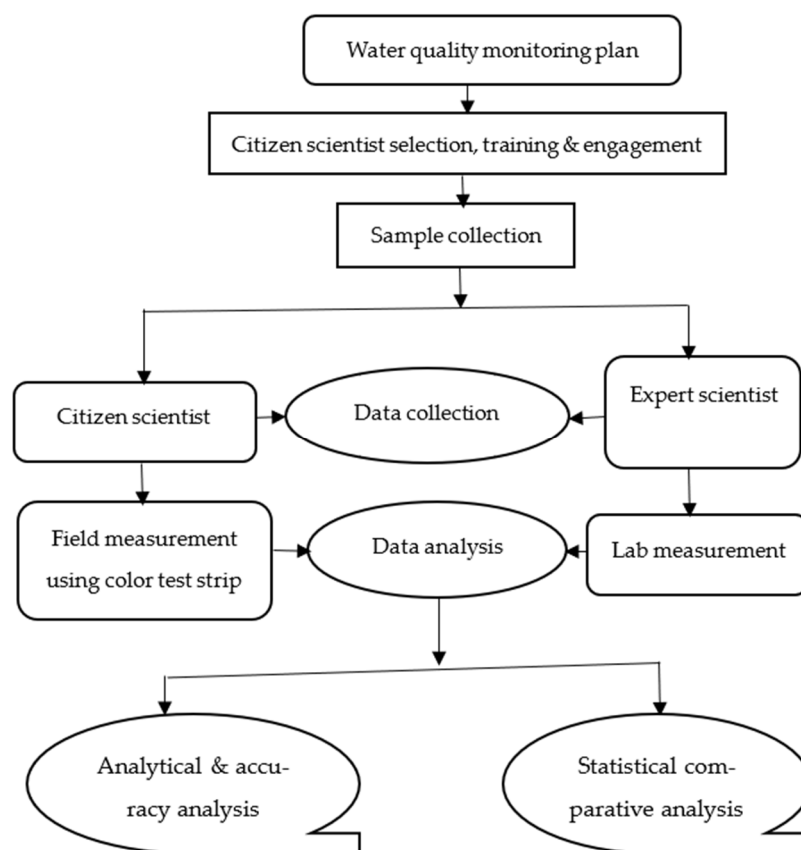 Water quality monitoring plan
Citizen scientist selection, training & engagement
Sample collection
Citizen scientist
Data collection
Expert scientist
Field measurement
using color test strip
Data analysis
Lab measurement
Analytical & accu-
racy analysis
Statistical com-
parative analysis